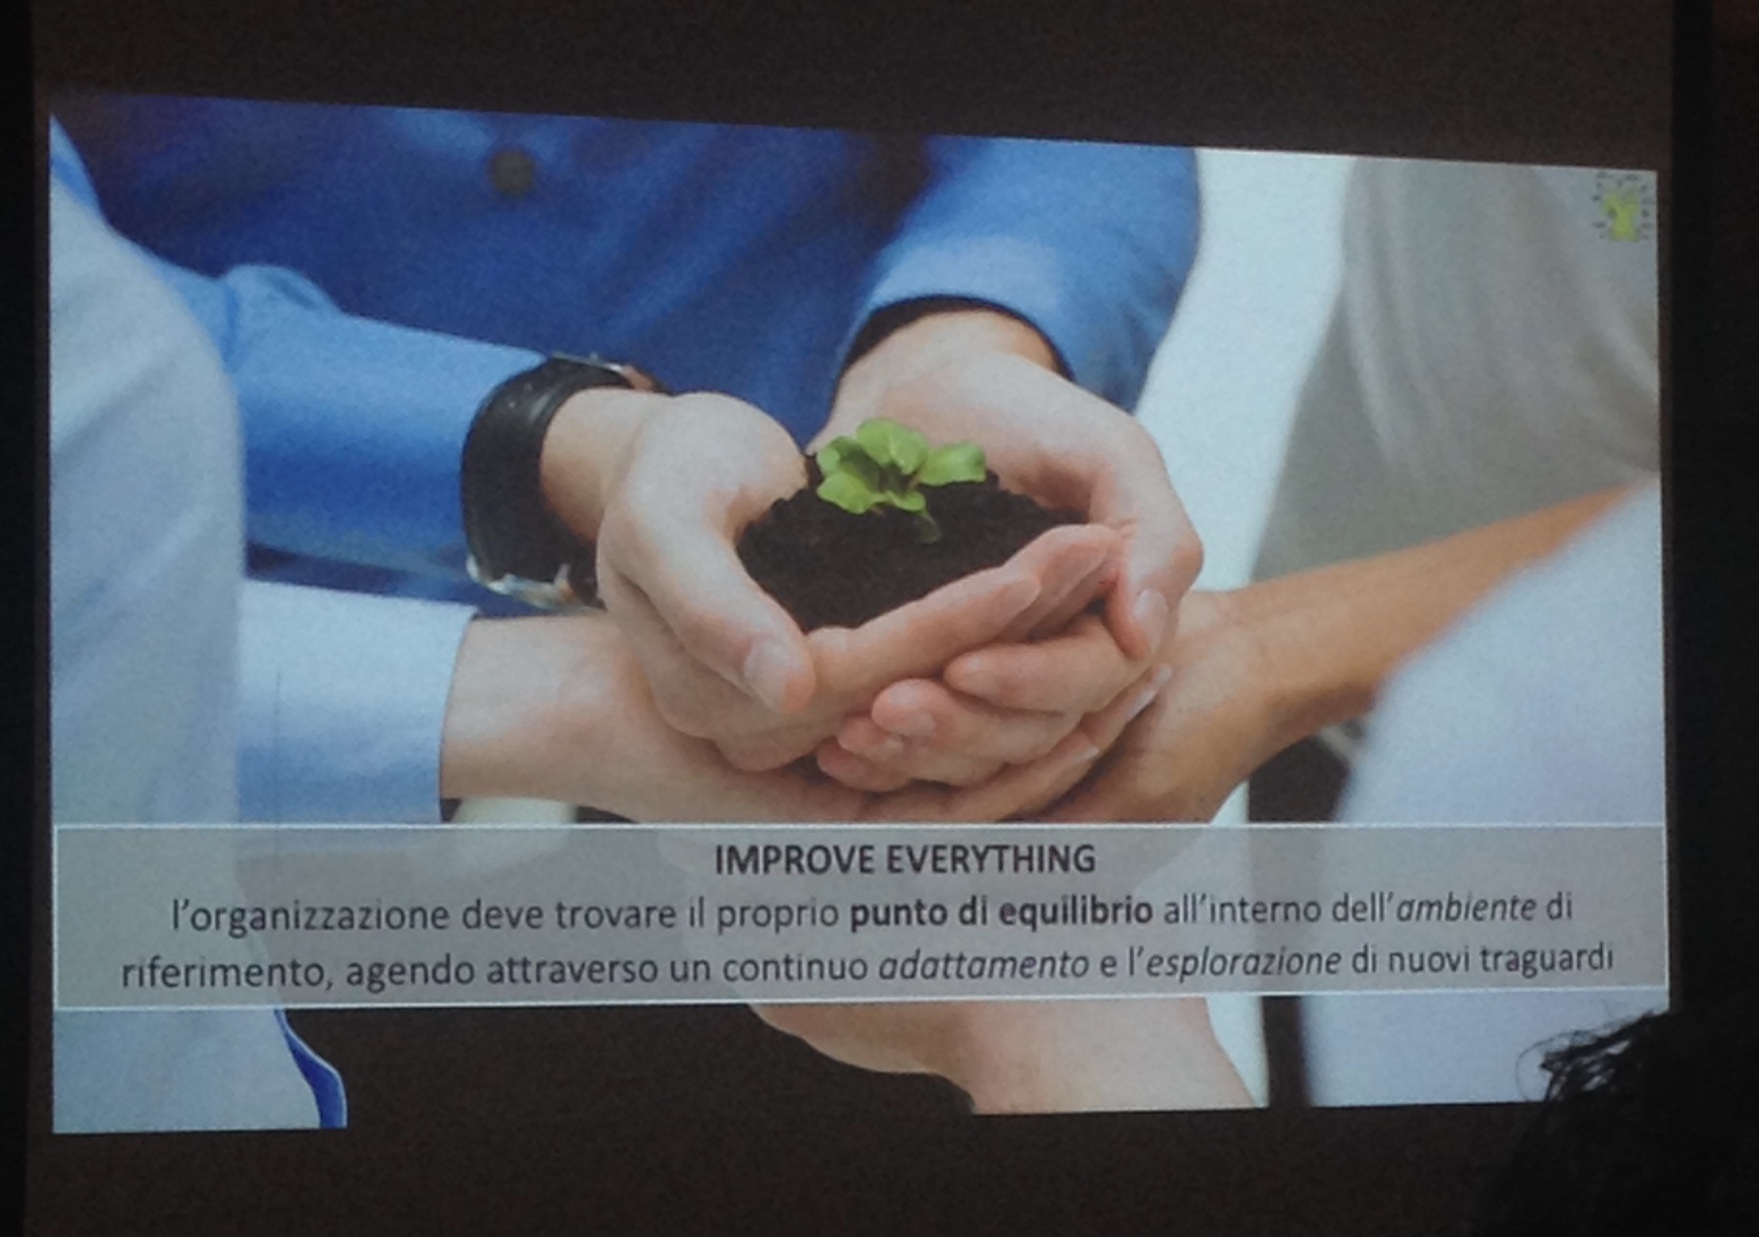 IMPROVE EVERYTHING
l'organizzazione deve trovare il proprio punto di equilibrio all'interno dell'ambiente di
riferimento, agendo attraverso un continuo adattamento e l'esplorazione di nuovi traguardi